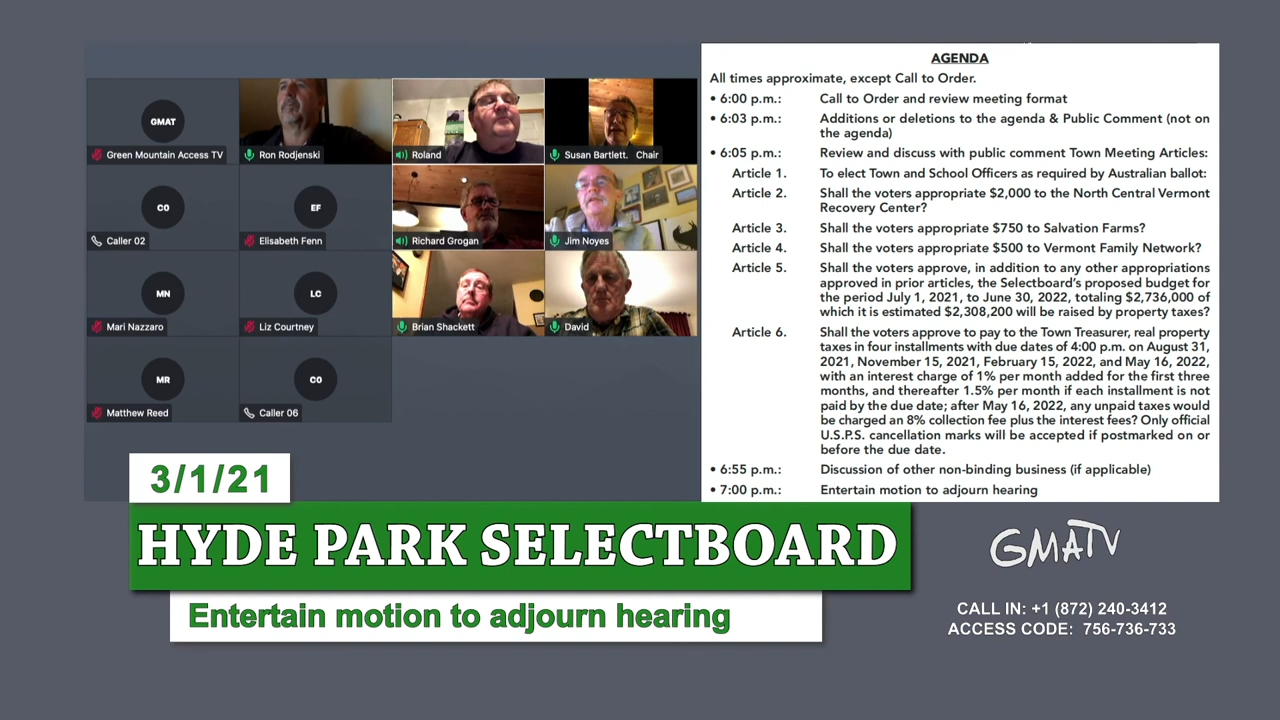 GMAT
Green Mountain Access TV
Ron Rodjenski
Roland
Susan Bartlett. Chair
C0
Caller 02
EF
Elisabeth Fenn
Richard Grogan
Jim Noyes
MN
Mari Nazzaro
LC
Liz Courtney
Brian Shackett
David
MR
Matthew Reed
C0
Caller 06
AGENDA
All times approximate, except Call to Order.
• 6:00 p.m.: Call to Order and review meeting format
• 6:03 p.m.: Additions or deletions to the agenda & Public Comment (not on
the agenda)
• 6:05 p.m.: Review and discuss with public comment Town Meeting Articles:
Article 1. To elect Town and School Officers as required by Australian ballot:
Article 2. Shall the voters appropriate $2,000 to the North Central Vermont
Recovery Center?
Article 3. Shall the voters appropriate $750 to Salvation Farms?
Article 4. Shall the voters appropriate $500 to Vermont Family Network?
Article 5. Shall the voters approve, in addition to any other appropriations
approved in prior articles, the Selectboard's proposed budget for
the period July 1, 2021, to June 30, 2022, totaling $2,736,000 of
which it is estimated $2,308,200 will be raised by property taxes?
Article 6. Shall the voters approve to pay to the Town Treasurer, real property
taxes in four installments with due dates of 4:00 p.m. on August 31,
2021, November 15, 2021, February 15, 2022, and May 16, 2022,
with an interest charge of 1% per month added for the first three
months, and thereafter 1.5% per month if each installment is not
paid by the due date; after May 16, 2022, any unpaid taxes would
be charged an 8% collection fee plus the interest fees? Only official
U.S.P.S. cancellation marks will be accepted if postmarked on or
before the due date.
• 6:55 p.m.: Discussion of other non-binding business (if applicable)
• 7:00 p.m.: Entertain motion to adjourn hearing
3/1/21
HYDE PARK SELECTBOARD
Entertain motion to adjourn hearing
GMATV
CALL IN: +1 (872) 240-3412
ACCESS CODE: 756-736-733